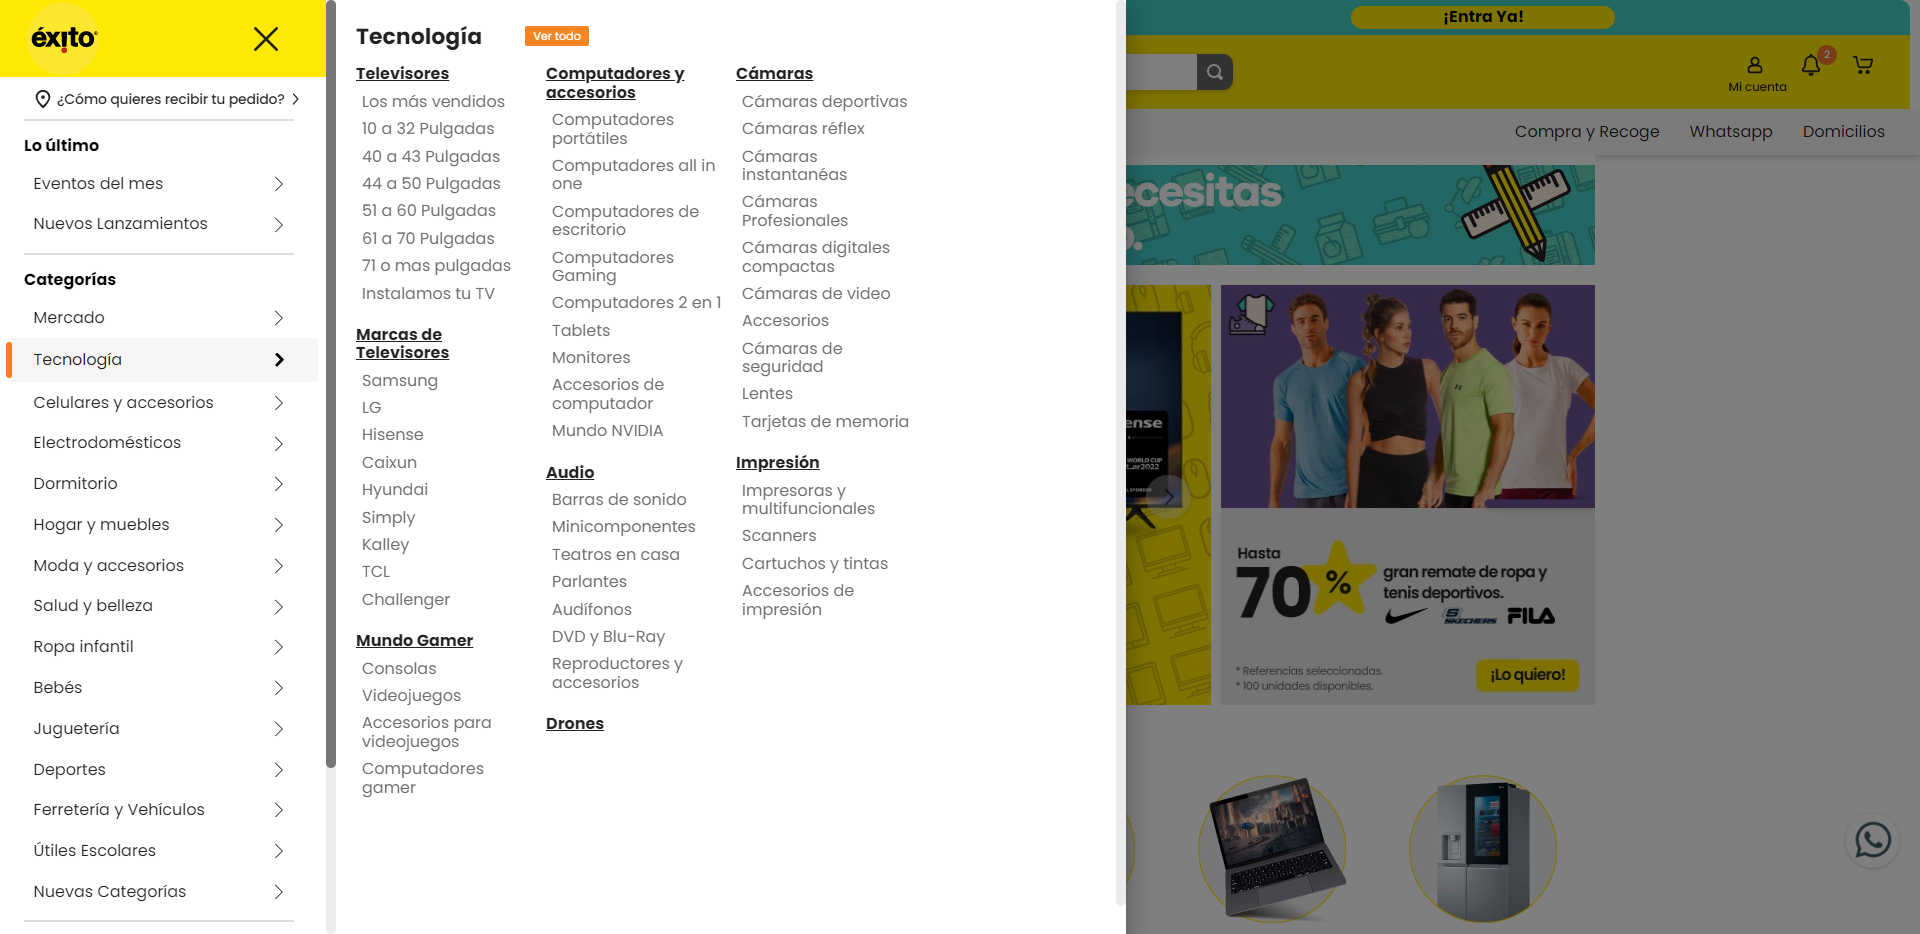 éxito
¿Cómo quieres recibir tu pedido?
Lo último
Eventos del mes
Nuevos Lanzamientos
Categorías
Mercado
Tecnología
Celulares y accesorios
Electrodomésticos
Dormitorio
Hogar y muebles
Moda y accesorios
Salud y belleza
Ropa infantil
Bebés
Juguetería
Deportes
Ferretería y Vehículos
Útiles Escolares
Nuevas Categorías
Tecnología
Ver todo
Televisores
Los más vendidos
10 a 32 Pulgadas
40 a 43 Pulgadas
44 a 50 Pulgadas
51 a 60 Pulgadas
61 a 70 Pulgadas
71 o mas pulgadas
Instalamos tu TV
Marcas de
Televisores
Samsung
LG
Hisense
Caixun
Hyundai
Simply
Kalley
TCL
Challenger
Mundo Gamer
Consolas
Videojuegos
Accesorios para
videojuegos
Computadores
gamer
Computadores y
accesorios
Computadores
portátiles
Computadores all in
one
Computadores de
escritorio
Computadores
Gaming
Computadores 2 en 1
Tablets
Monitores
Accesorios de
computador
Mundo NVIDIA
Audio
Barras de sonido
Minicomponentes
Teatros en casa
Parlantes
Audífonos
DVD y Blu-Ray
Reproductores y
accesorios
Drones
Cámaras
Cámaras deportivas
Cámaras réflex
Cámaras
instantanéas
Cámaras
Profesionales
Cámaras digitales
compactas
Cámaras de video
Accesorios
Cámaras de
seguridad
Lentes
Tarjetas de memoria
Impresión
Impresoras y
multifuncionales
Scanners
Cartuchos y tintas
Accesorios de
impresión
¡Entra Ya!
2
Mi cuenta
Compra y Recoge
Whatsapp
Domicilios
ecesitas
o.
ense
WORLD CUP
L SPONSER
Hasta
70 %
gran remate de ropa y
tenis deportivos.
SKECHERS FILA
* Referencias seleccionadas.
* 100 unidades disponibles.
¡Lo quiero!